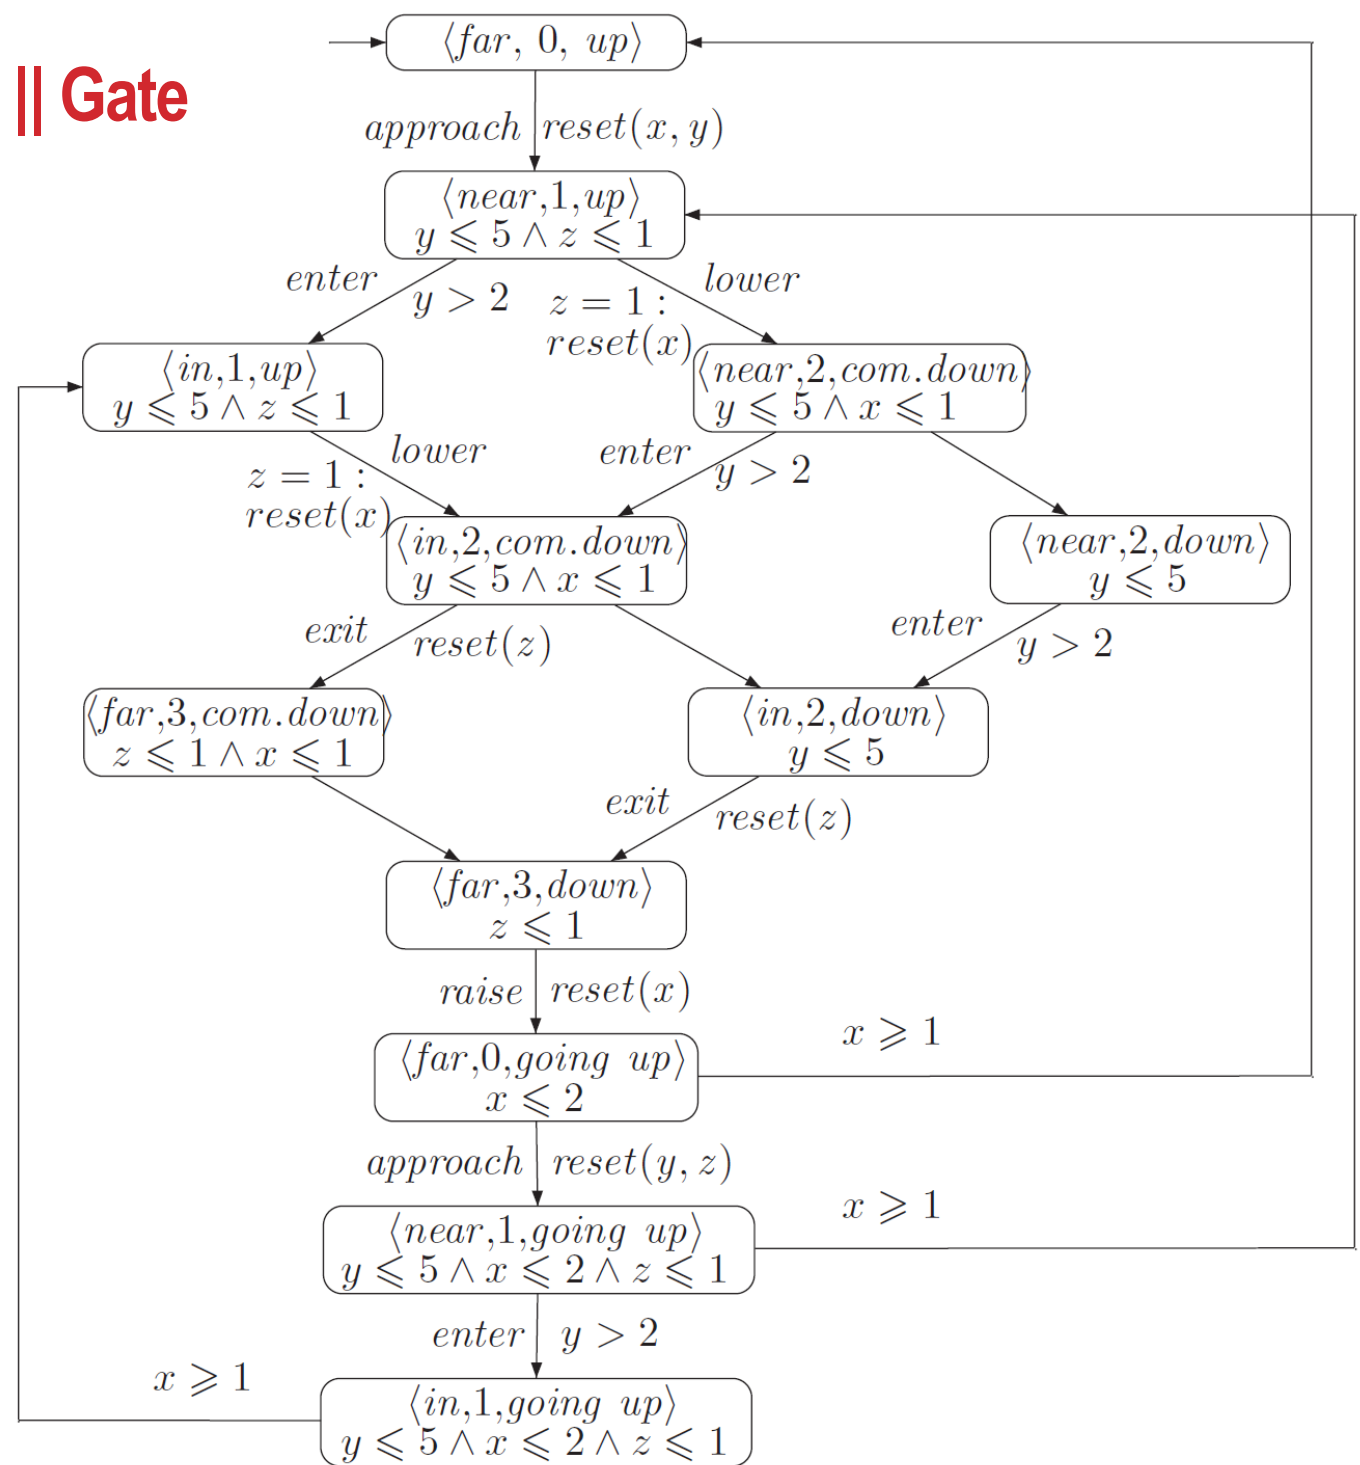 ⟨far, 0, up⟩
|| Gate
approach reset(x, y)
⟨near,1,up⟩
y ⩽ 5 ∧ z ⩽ 1
enter
y > 2
lower
z = 1 :
reset(x)
⟨in,1,up⟩
y ⩽ 5 ∧ z ⩽ 1
⟨near,2,com.down⟩
y ⩽ 5 ∧ x ⩽ 1
lower
z = 1 :
reset(x)
enter
y > 2
⟨in,2,com.down⟩
y ⩽ 5 ∧ x ⩽ 1
⟨near,2,down⟩
y ⩽ 5
exit reset(z)
enter
y > 2
⟨far,3,com.down⟩
z ⩽ 1 ∧ x ⩽ 1
⟨in,2,down⟩
y ⩽ 5
exit reset(z)
⟨far,3,down⟩
z ⩽ 1
raise reset(x)
⟨far,0,going up⟩
x ⩽ 2
x ⩾ 1
approach reset(y, z)
⟨near,1,going up⟩
y ⩽ 5 ∧ x ⩽ 2 ∧ z ⩽ 1
x ⩾ 1
enter y > 2
x ⩾ 1
⟨in,1,going up⟩
y ⩽ 5 ∧ x ⩽ 2 ∧ z ⩽ 1